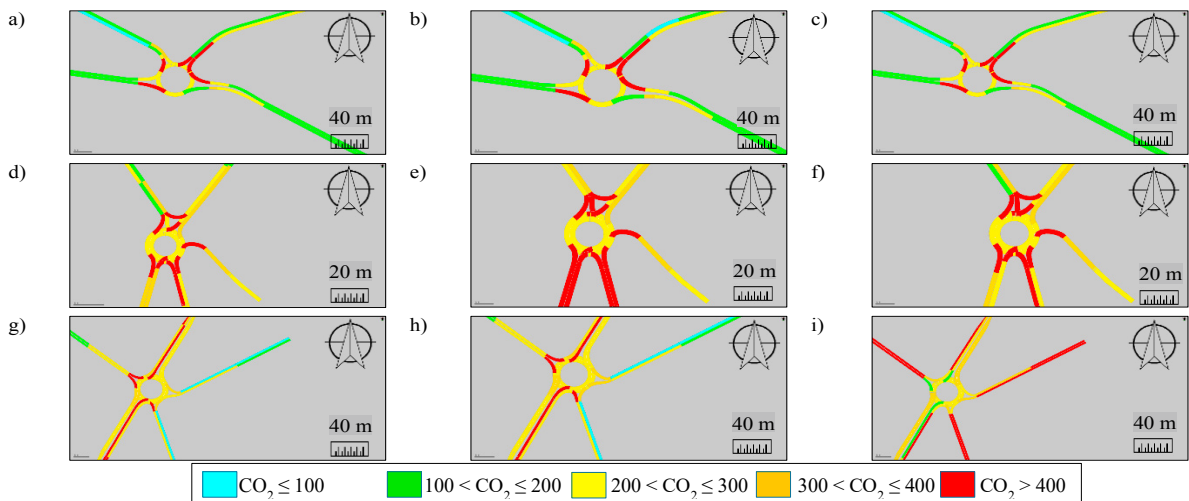 a) b) c)
40 m 40 m 40 m
d) e) f)
20 m 20 m 20 m
g) h) i)
40 m 40 m 40 m
CO₂ ≤ 100 100 < CO₂ ≤ 200 200 < CO₂ ≤ 300 300 < CO₂ ≤ 400 CO₂ > 400